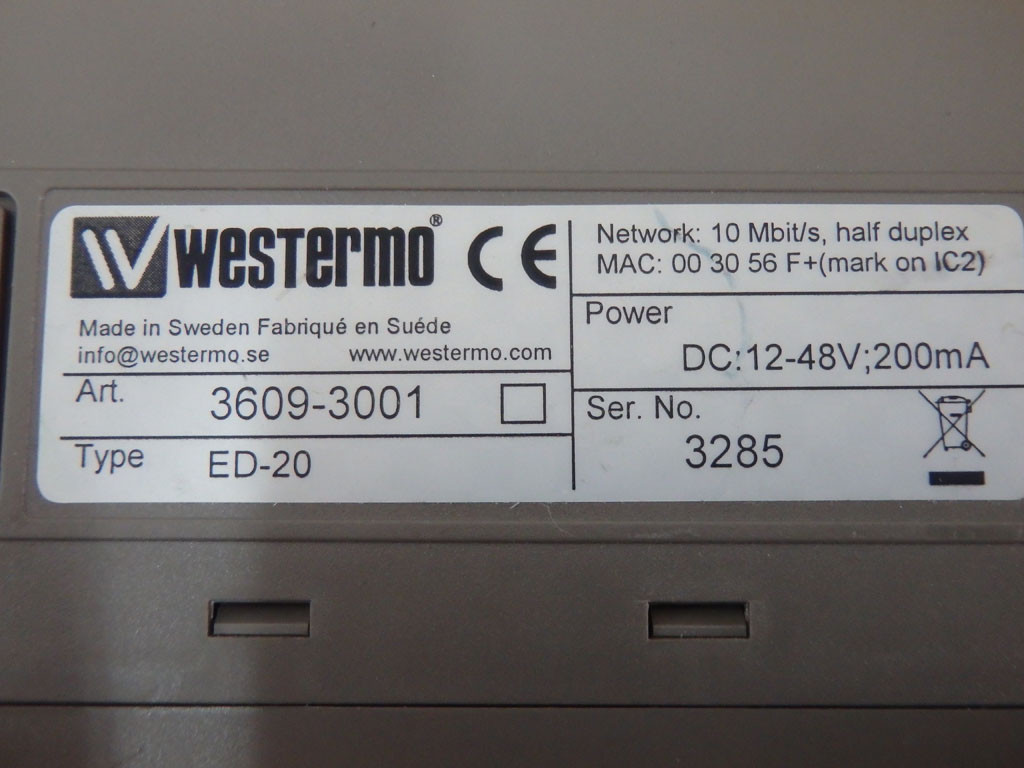 WESTERMO® CE
Made in Sweden Fabriqué en Suéde
info@westermo.se www.westermo.com
Art. 3609-3001
Type ED-20
Network: 10 Mbit/s, half duplex
MAC: 00 30 56 F+(mark on IC2)
Power
DC:12-48V;200mA
Ser. No.
3285